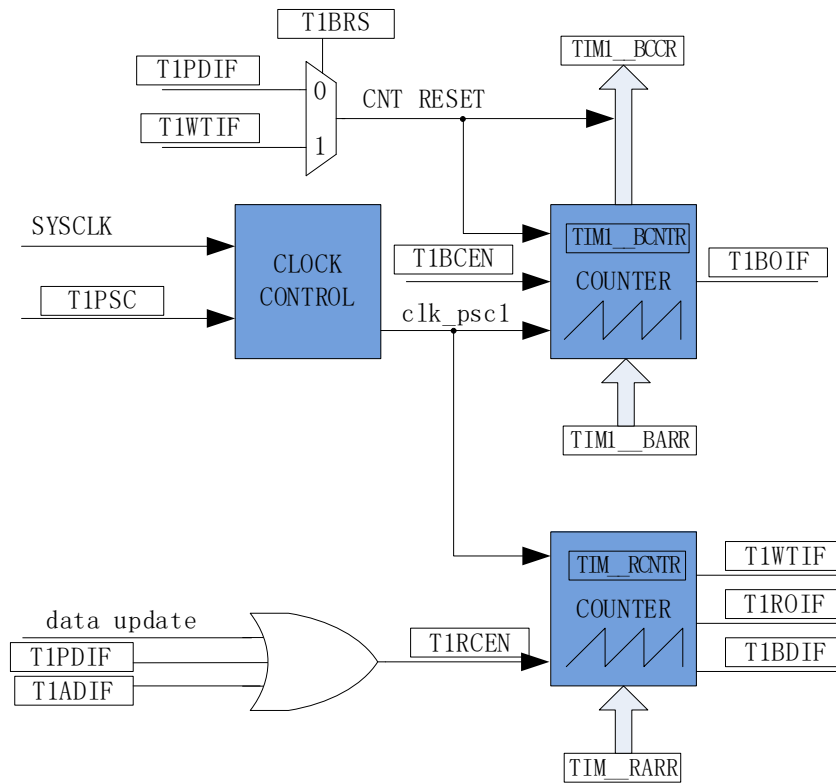 T1BRS
TIM1__BCCR
T1PDIF
0
CNT RESET
T1WTIF
1
SYSCLK
CLOCK
CONTROL
TIM1__BCNTR
T1BCEN
COUNTER
T1BOIF
T1PSC
clk_psc1
TIM1__BARR
TIM__RCNTR
T1WTIF
COUNTER
T1ROIF
data update
T1RCEN
T1BDIF
T1PDIF
T1ADIF
TIM__RARR